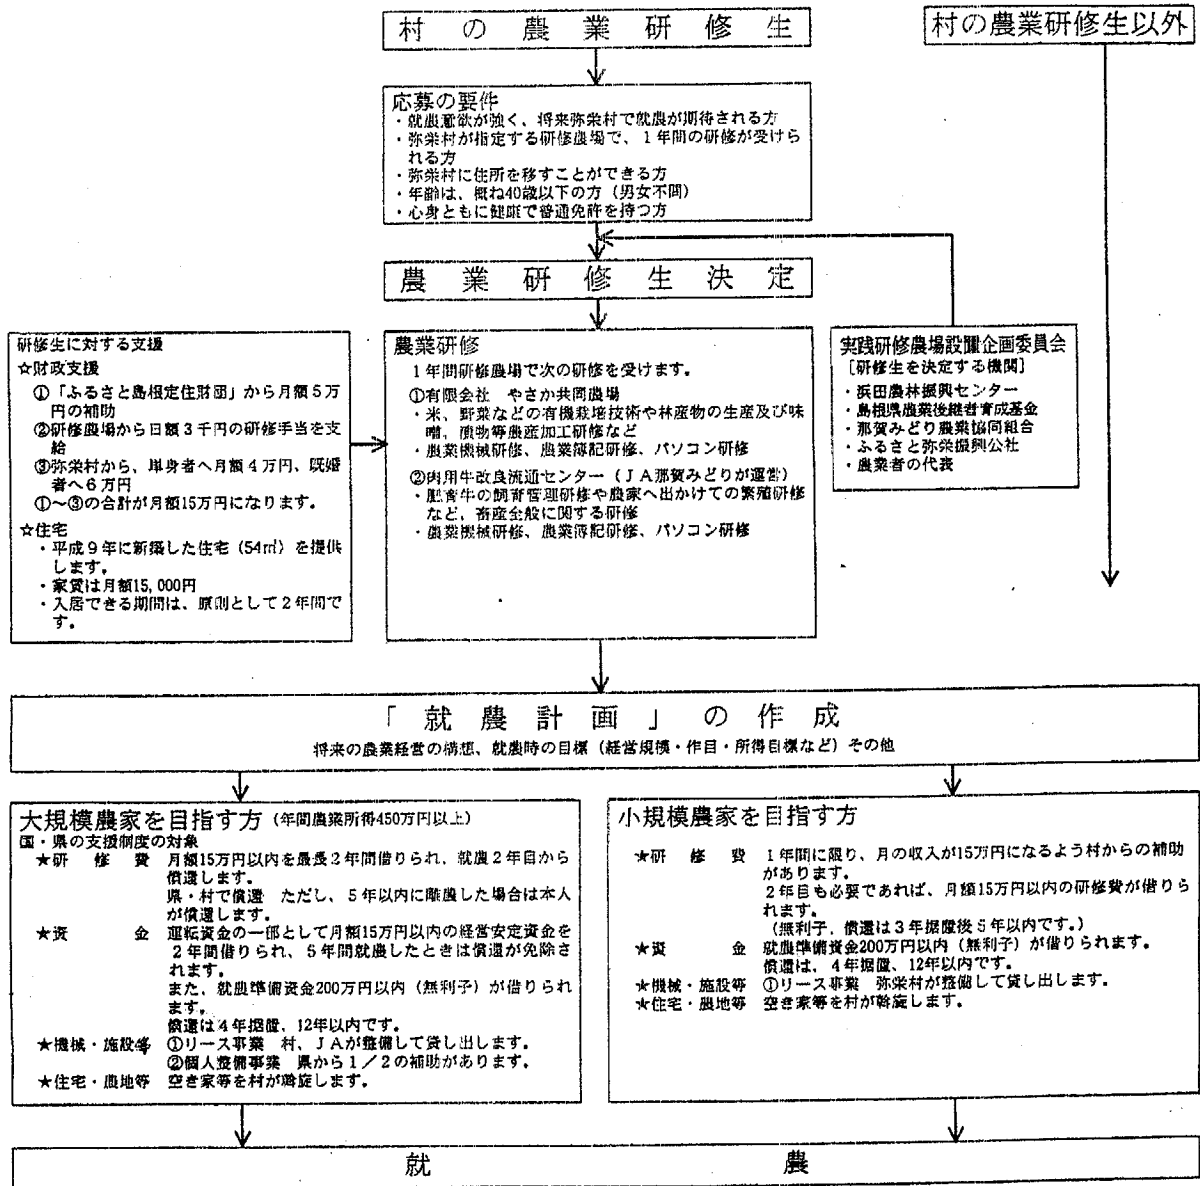 村の農業研修生
村の農業研修生以外
応募の要件
・就農意欲が強く、将来弥栄村で就農が期待される方
・弥栄村が指定する研修農場で、1年間の研修が受けら
れる方
・弥栄村に住所を移すことができる方
・年齢は、概ね40歳以下の方（男女不問）
・心身ともに健康で普通免許を持つ方
農業研修生決定
研修生に対する支援
☆財政支援
①「ふるさと島根定住財団」から月額5万
円の補助
②研修農場から日額3千円の研修手当を支
給
③弥栄村から、単身者へ月額4万円、既婚
者へ6万円
①～③の合計が月額15万円になります。
☆住宅
・平成9年に新築した住宅（54㎡）を提供
します。
・家賃は月額15,000円
・入居できる期間は、原則として2年間で
す。
農業研修
1年間研修農場で次の研修を受けます。
①有限会社　やさか共同農場
・米、野菜などの有機栽培技術や林産物の生産及び味
噌、漬物等農産加工研修など
・農業機械研修、農業簿記研修、パソコン研修
②肉用牛改良流通センター（JA那賀みどりが運営）
・肥育牛の飼育管理研修や農家へ出かけての繁殖研修
など、畜産全般に関する研修
・農業機械研修、農業簿記研修、パソコン研修
実践研修農場設置企画委員会
［研修生を決定する機関］
・浜田農林振興センター
・島根県農業後継者育成基金
・那賀みどり農業協同組合
・ふるさと弥栄振興公社
・農業者の代表
「就農計画」の作成
将来の農業経営の構想、就農時の目標（経営規模・作目・所得目標など）その他
大規模農家を目指す方（年間農業所得450万円以上）
国・県の支援制度の対象
★研修費　月額15万円以内を最長2年間借りられ、就農2年目から
償還します。
県・村で償還　ただし、5年以内に離農した場合は本人
が償還します。
★資金　運転資金の一部として月額15万円以内の経営安定資金を
2年間借りられ、5年間就農したときは償還が免除さ
れます。
また、就農準備資金200万円以内（無利子）が借りられ
ます。
償還は4年据置、12年以内です。
★機械・施設等　①リース事業　村、JAが整備して貸し出します。
②個人整備事業　県から1／2の補助があります。
★住宅・農地等　空き家等を村が斡旋します。
小規模農家を目指す方
★研修費　1年間に限り、月の収入が15万円になるよう村からの補助
があります。
2年目も必要であれば、月額15万円以内の研修費が借りら
れます。
（無利子、償還は3年据置後5年以内です。）
★資金　就農準備資金200万円以内（無利子）が借りられます。
償還は、4年据置、12年以内です。
★機械・施設等　①リース事業　弥栄村が整備して貸し出します。
★住宅・農地等　空き家等を村が斡旋します。
就農